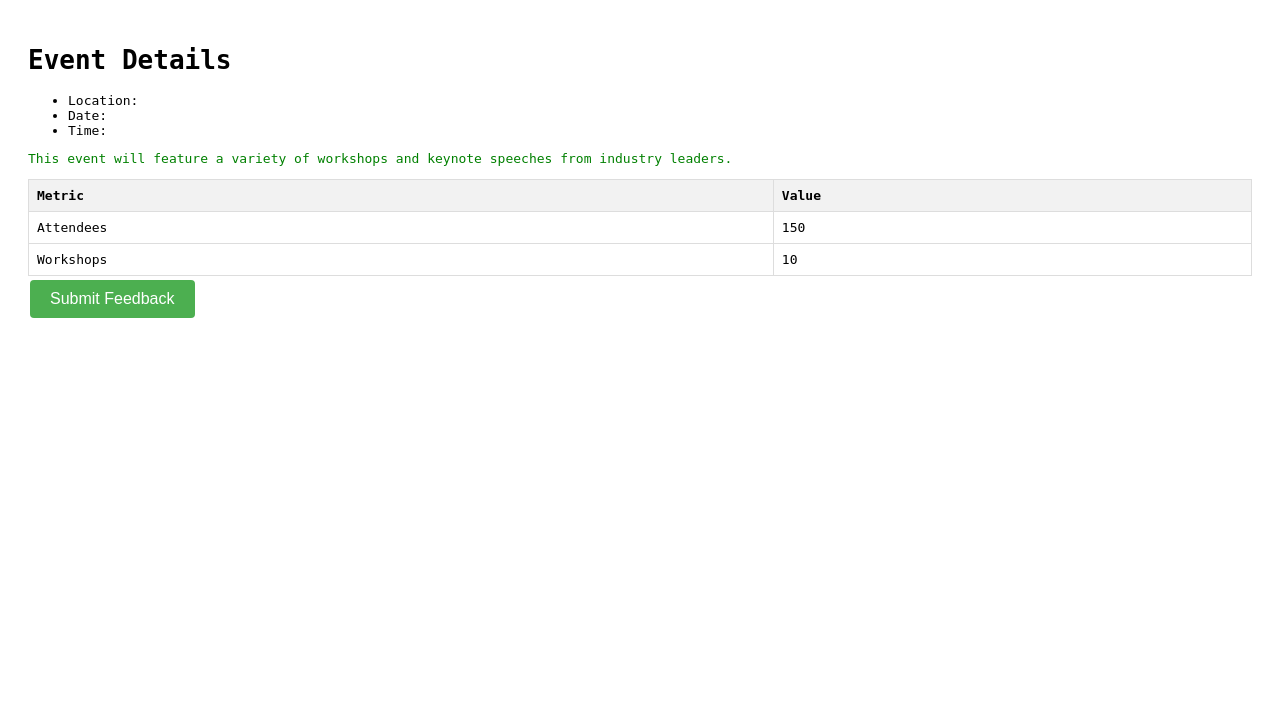 Event Details
Location:
Date:
Time:
This event will feature a variety of workshops and keynote speeches from industry leaders.
Metric Value
Attendees 150
Workshops 10
Submit Feedback